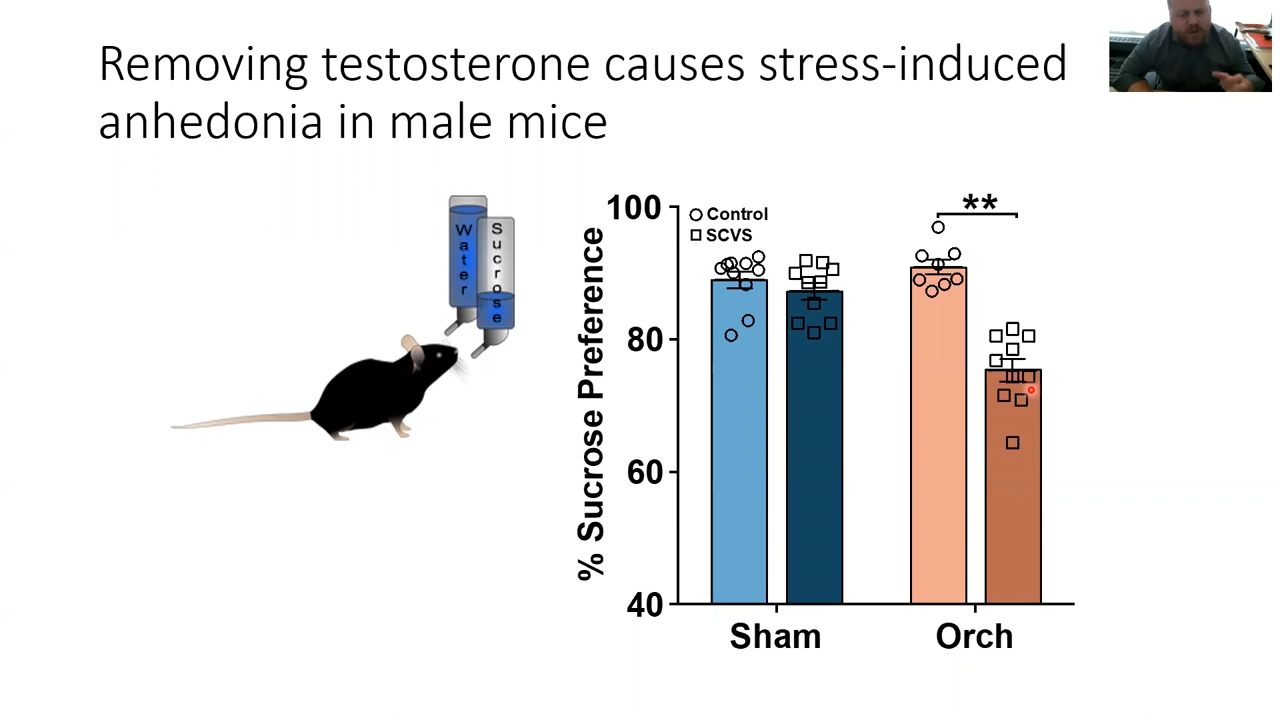 Removing testosterone causes stress-induced
anhedonia in male mice
Water
Sucrose
% Sucrose Preference
100
80
60
40
Control
SCVS
**
Sham
Orch